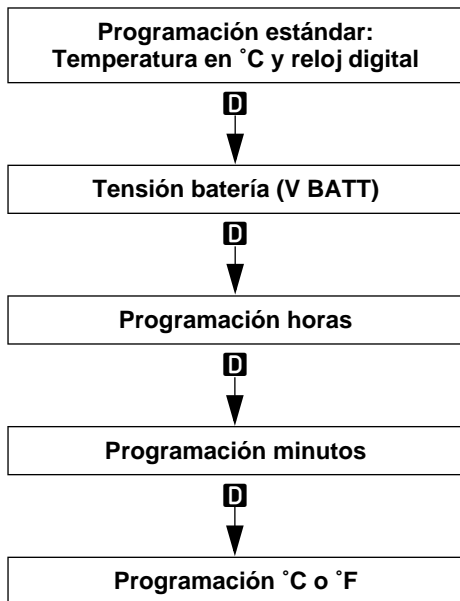 Programación estándar:
Temperatura en ˚C y reloj digital
D
Tensión batería (V BATT)
D
Programación horas
D
Programación minutos
D
Programación ˚C o ˚F